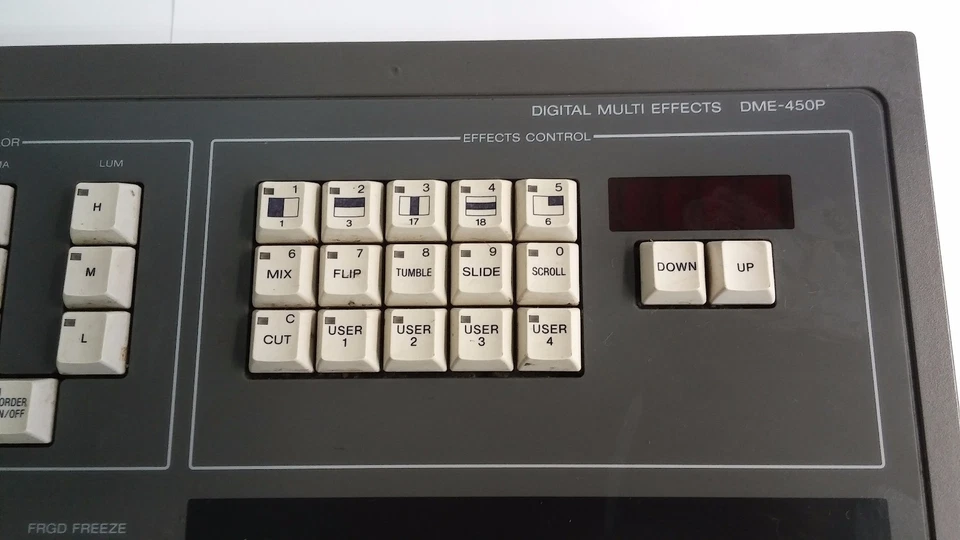 DIGITAL MULTI EFFECTS DME-450P
OR
EFFECTS CONTROL
MA
LUM
H
M
L
ORDER
N/OFF
1 2 3 4 5
1 3 17 18 6
6 7 8 9 0
MIX FLIP TUMBLE SLIDE SCROLL
C
CUT
USER
1
USER
2
USER
3
USER
4
DOWN UP
FRGD FREEZE